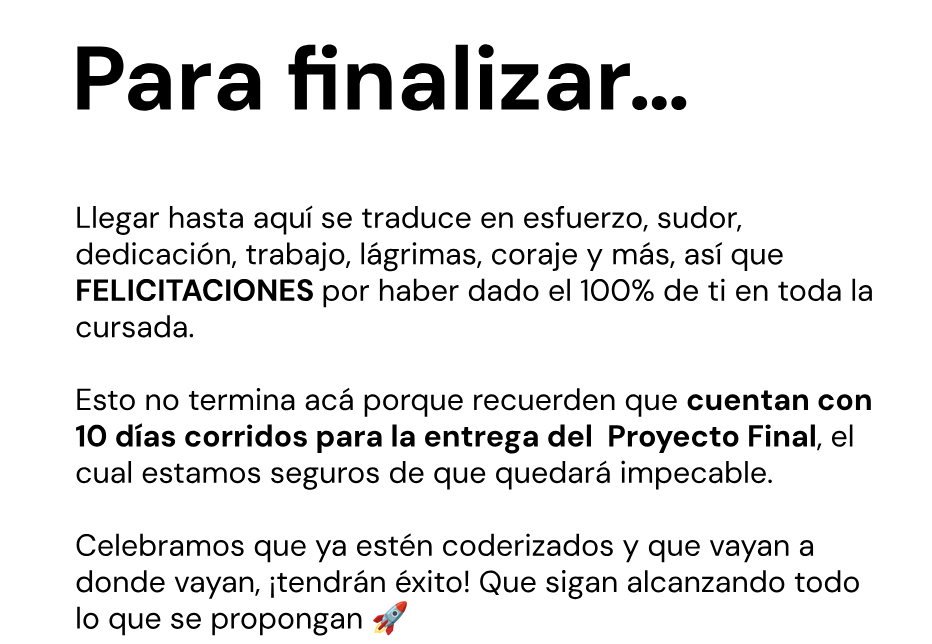 Para finalizar...
Llegar hasta aquí se traduce en esfuerzo, sudor,
dedicación, trabajo, lágrimas, coraje y más, así que
FELICITACIONES por haber dado el 100% de ti en toda la
cursada.
Esto no termina acá porque recuerden que cuentan con
10 días corridos para la entrega del  Proyecto Final, el
cual estamos seguros de que quedará impecable.
Celebramos que ya estén coderizados y que vayan a
donde vayan, ¡tendrán éxito! Que sigan alcanzando todo
lo que se propongan 🚀